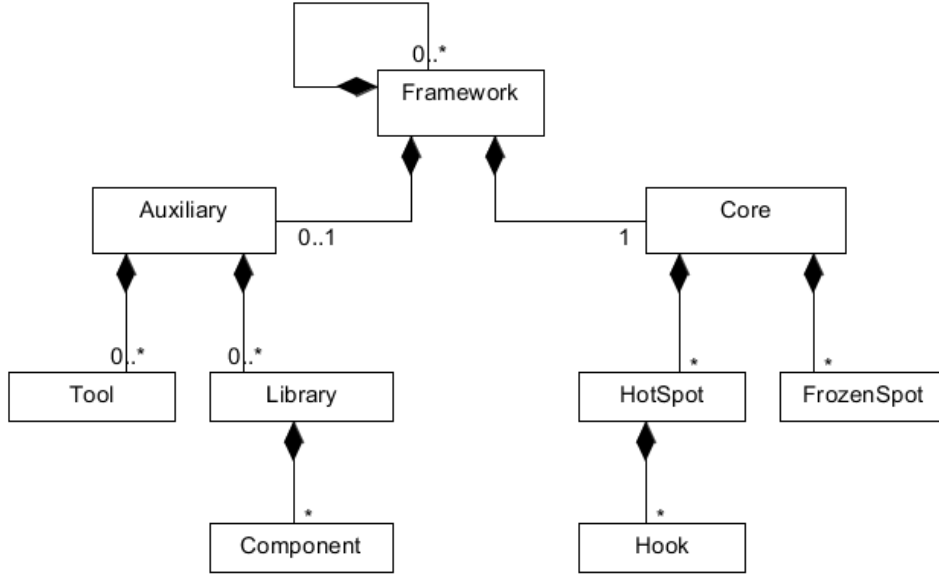 0..*
Framework
Auxiliary
Core
0..1
1
0..*
0..*
*
*
Tool
Library
HotSpot
FrozenSpot
*
*
Component
Hook